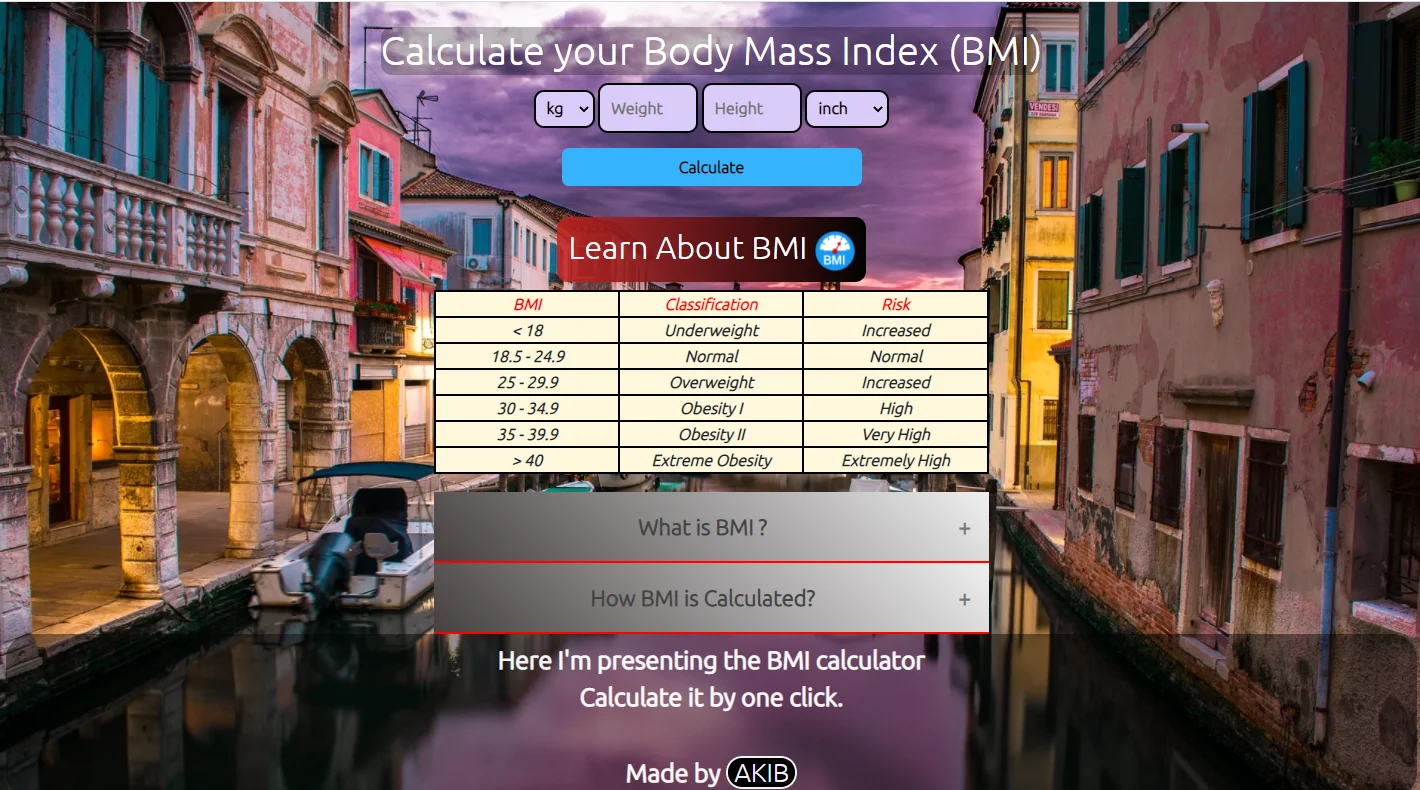 Calculate your Body Mass Index (BMI)
kg Weight Height inch
Calculate
Learn About BMI BMI
BMI Classification Risk
< 18 Underweight Increased
18.5 - 24.9 Normal Normal
25 - 29.9 Overweight Increased
30 - 34.9 Obesity I High
35 - 39.9 Obesity II Very High
> 40 Extreme Obesity Extremely High
What is BMI ? +
How BMI is Calculated? +
Here I'm presenting the BMI calculator
Calculate it by one click.
Made by AKIB
VENDESI